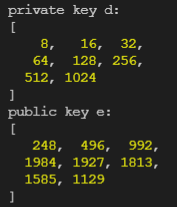 private key d:
[
8, 16, 32,
64, 128, 256,
512, 1024
]
public key e:
[
248, 496, 992,
1984, 1927, 1813,
1585, 1129
]